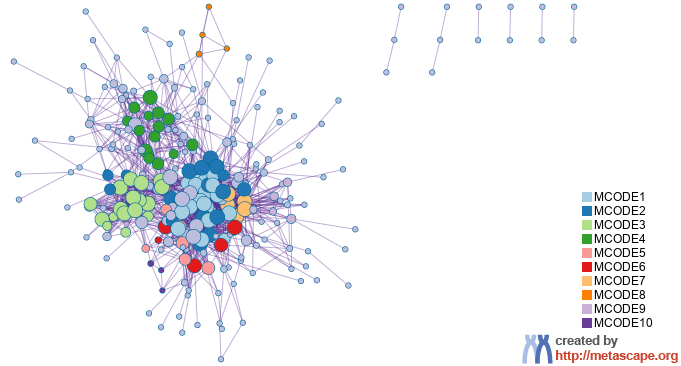 MCODE1
MCODE2
MCODE3
MCODE4
MCODE5
MCODE6
MCODE7
MCODE8
MCODE9
MCODE10
created by
http://metascape.org